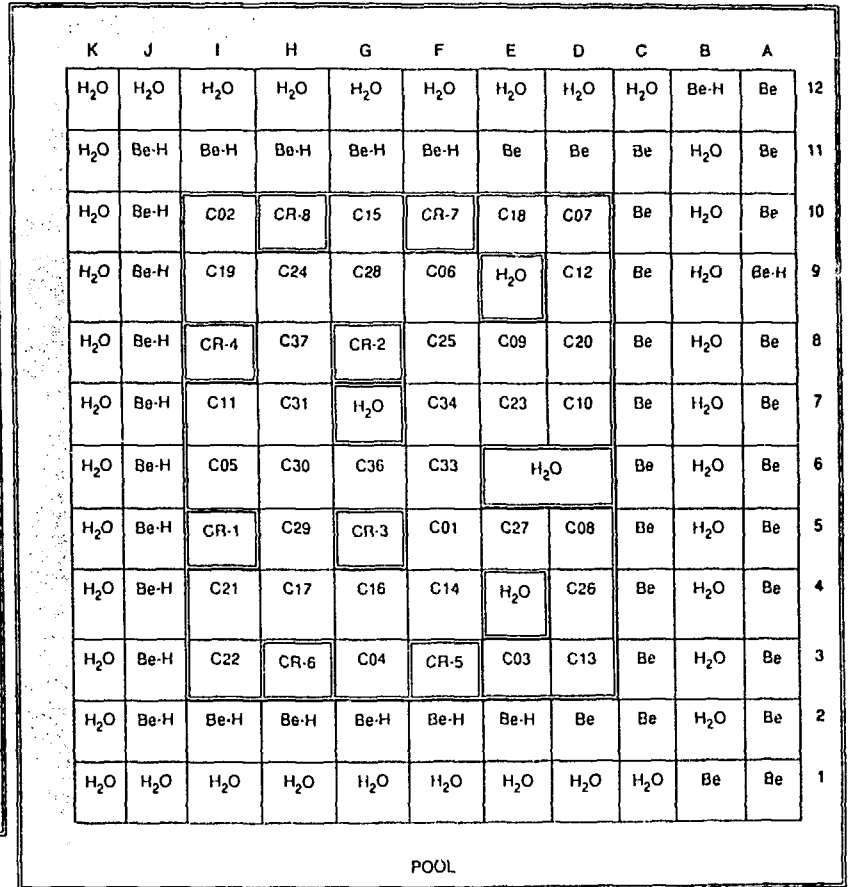 K J I H G F E D C B A
H₂O H₂O H₂O H₂O H₂O H₂O H₂O H₂O H₂O Be-H Be 12
H₂O Be-H Be-H Be-H Be-H Be-H Be Be Be H₂O Be 11
H₂O Be-H C02 CR-8 C15 CR-7 C18 C07 Be H₂O Be 10
H₂O Be-H C19 C24 C28 C06 H₂O C12 Be H₂O Be-H 9
H₂O Be-H CR-4 C37 CR-2 C25 C09 C20 Be H₂O Be 8
H₂O Be-H C11 C31 H₂O C34 C23 C10 Be H₂O Be 7
H₂O Be-H C05 C30 C36 C33 H₂O Be H₂O Be 6
H₂O Be-H CR-1 C29 CR-3 C01 C27 C08 Be H₂O Be 5
H₂O Be-H C21 C17 C16 C14 H₂O C26 Be H₂O Be 4
H₂O Be-H C22 CR-6 C04 CR-5 C03 C13 Be H₂O Be 3
H₂O Be-H Be-H Be-H Be-H Be-H Be-H Be Be H₂O Be 2
H₂O H₂O H₂O H₂O H₂O H₂O H₂O H₂O H₂O Be Be 1
POOL